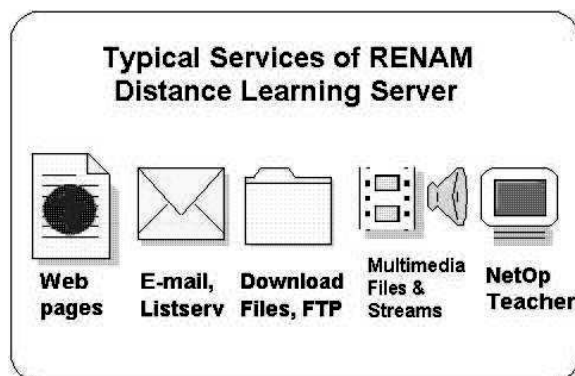 Typical Services of RENAM
Distance Learning Server
Web
pages
E-mail,
Listserv
Download
Files, FTP
Multimedia
Files &
Streams
NetOp
Teacher